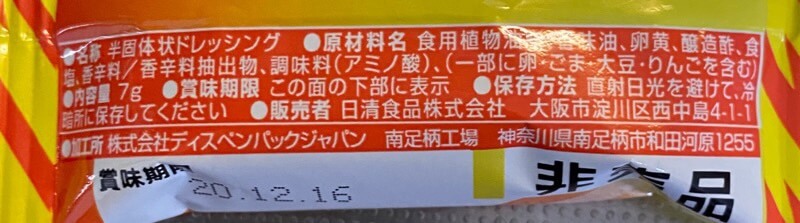 ●名称 半固体状ドレッシング ●原材料名 食用植物油 味油、卵黄、醸造酢、食
塩、香辛料／香辛料抽出物、調味料（アミノ酸）、（一部に卵・ごま・大豆・りんごを含む）
●内容量 7g ●賞味期限 この面の下部に表示 ●保存方法 直射日光を避けて、冷
暗所に保存してください ●販売者 日清食品株式会社 大阪市淀川区西中島4-1-1
●加工所 株式会社ディスペンパックジャパン 南足柄工場 神奈川県南足柄市和田河原1255
賞味期限
20.12.16
非売品